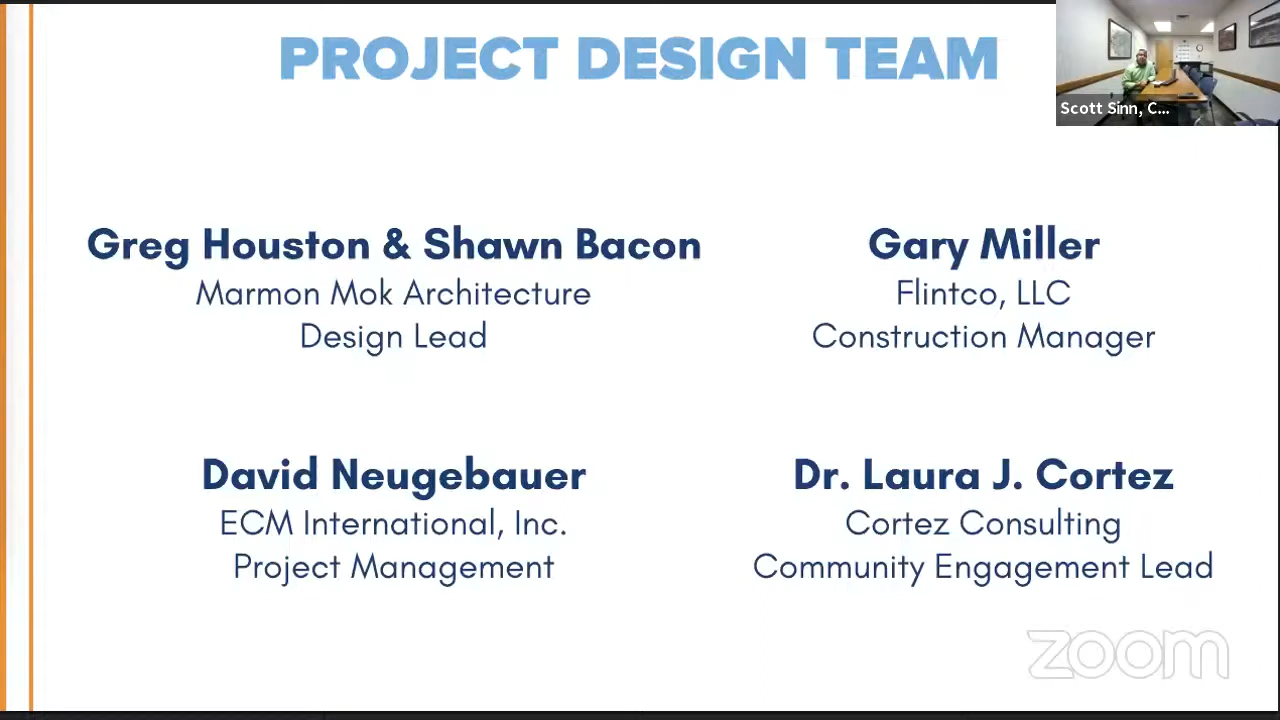 PROJECT DESIGN TEAM
Scott Sinn, C...
Greg Houston & Shawn Bacon
Marmon Mok Architecture
Design Lead
Gary Miller
Flintco, LLC
Construction Manager
David Neugebauer
ECM International, Inc.
Project Management
Dr. Laura J. Cortez
Cortez Consulting
Community Engagement Lead
zoom